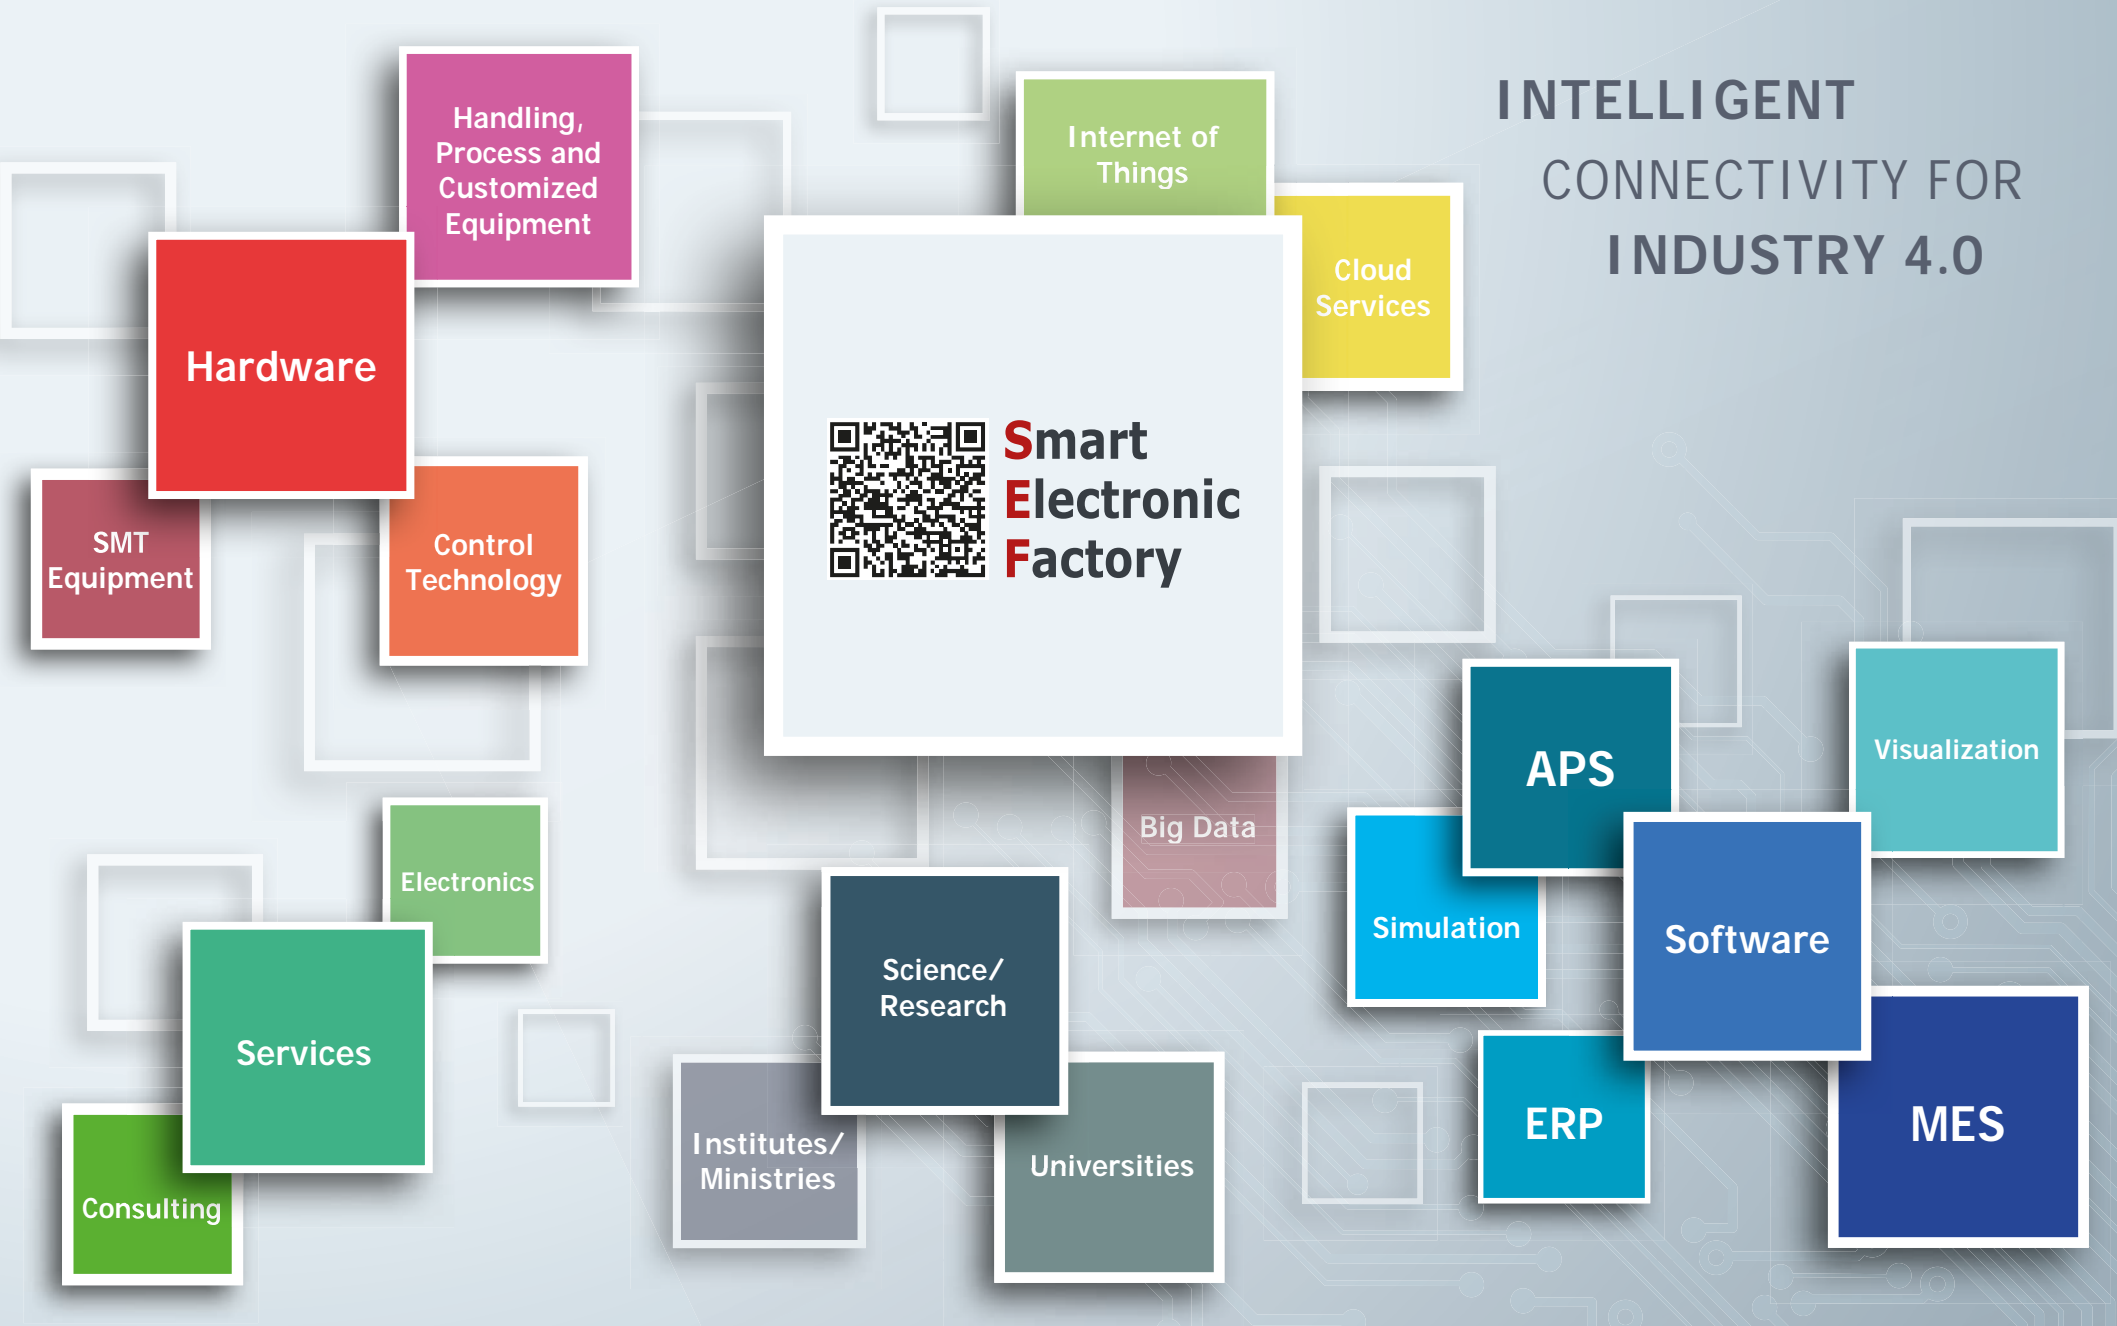 INTELLIGENT
CONNECTIVITY FOR
INDUSTRY 4.0
Handling,
Process and
Customized
Equipment
Internet of
Things
Cloud
Services
Hardware
Smart
Electronic
Factory
SMT
Equipment
Control
Technology
APS
Visualization
Big Data
Electronics
Simulation
Software
Science/
Research
Services
ERP
MES
Institutes/
Ministries
Universities
Consulting